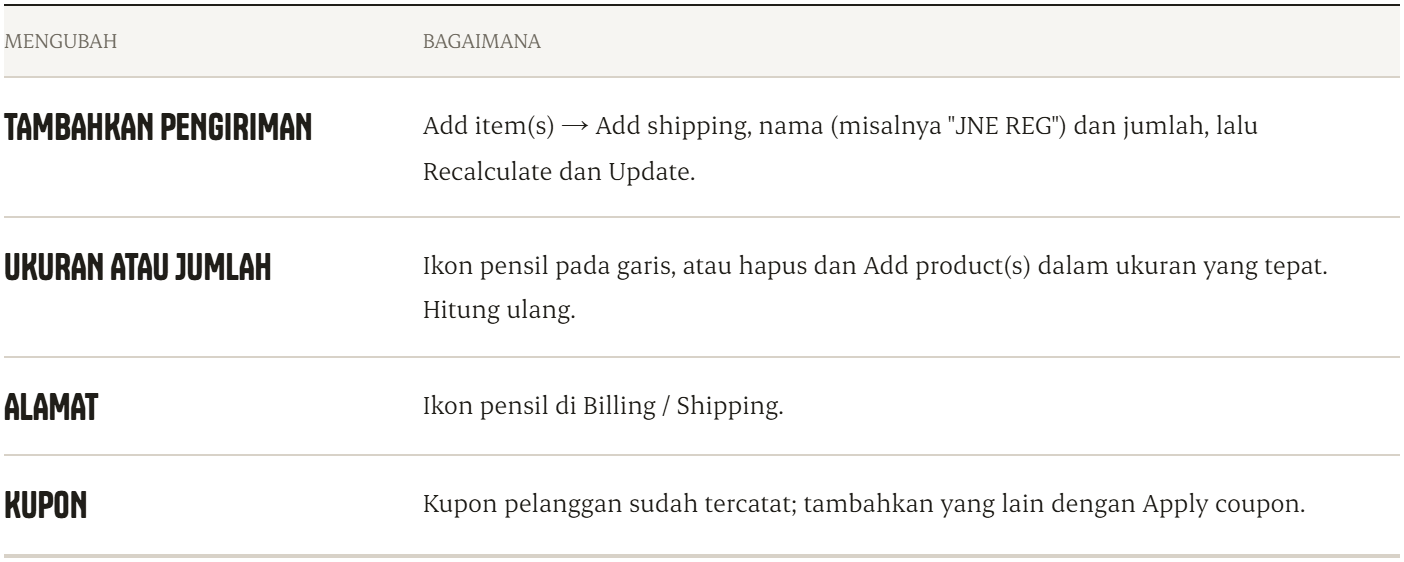 MENGUBAH BAGAIMANA
TAMBAHKAN PENGIRIMAN Add item(s) → Add shipping, nama (misalnya "JNE REG") dan jumlah, lalu
Recalculate dan Update.
UKURAN ATAU JUMLAH Ikon pensil pada garis, atau hapus dan Add product(s) dalam ukuran yang tepat.
Hitung ulang.
ALAMAT Ikon pensil di Billing / Shipping.
KUPON Kupon pelanggan sudah tercatat; tambahkan yang lain dengan Apply coupon.